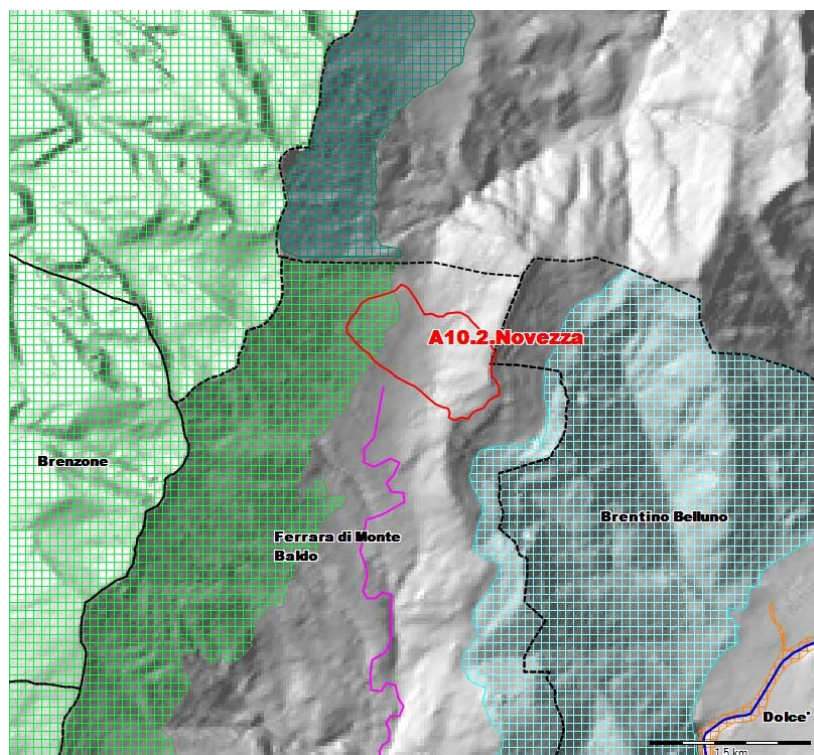 A10.2.Novezza
Brenzone
Brentino Belluno
Ferrara di Monte
Baldo
Dolce'
1.5 km